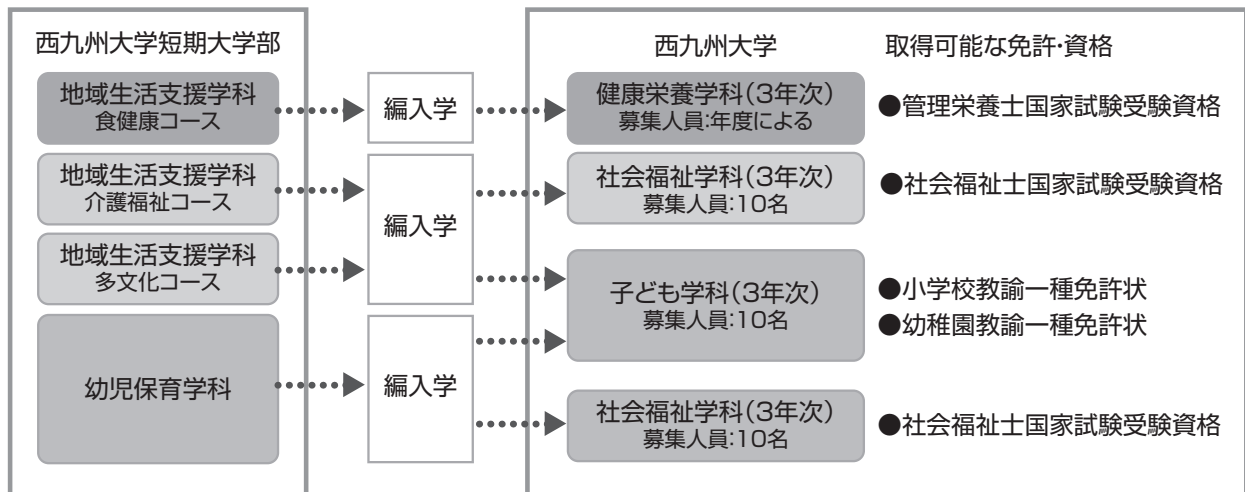 西九州大学短期大学部
地域生活支援学科
食健康コース
地域生活支援学科
介護福祉コース
地域生活支援学科
多文化コース
幼児保育学科
編入学
編入学
編入学
西九州大学
取得可能な免許・資格
健康栄養学科(3年次)
募集人員:年度による
●管理栄養士国家試験受験資格
社会福祉学科(3年次)
募集人員:10名
●社会福祉士国家試験受験資格
子ども学科(3年次)
募集人員:10名
●小学校教諭一種免許状
●幼稚園教諭一種免許状
社会福祉学科(3年次)
募集人員:10名
●社会福祉士国家試験受験資格